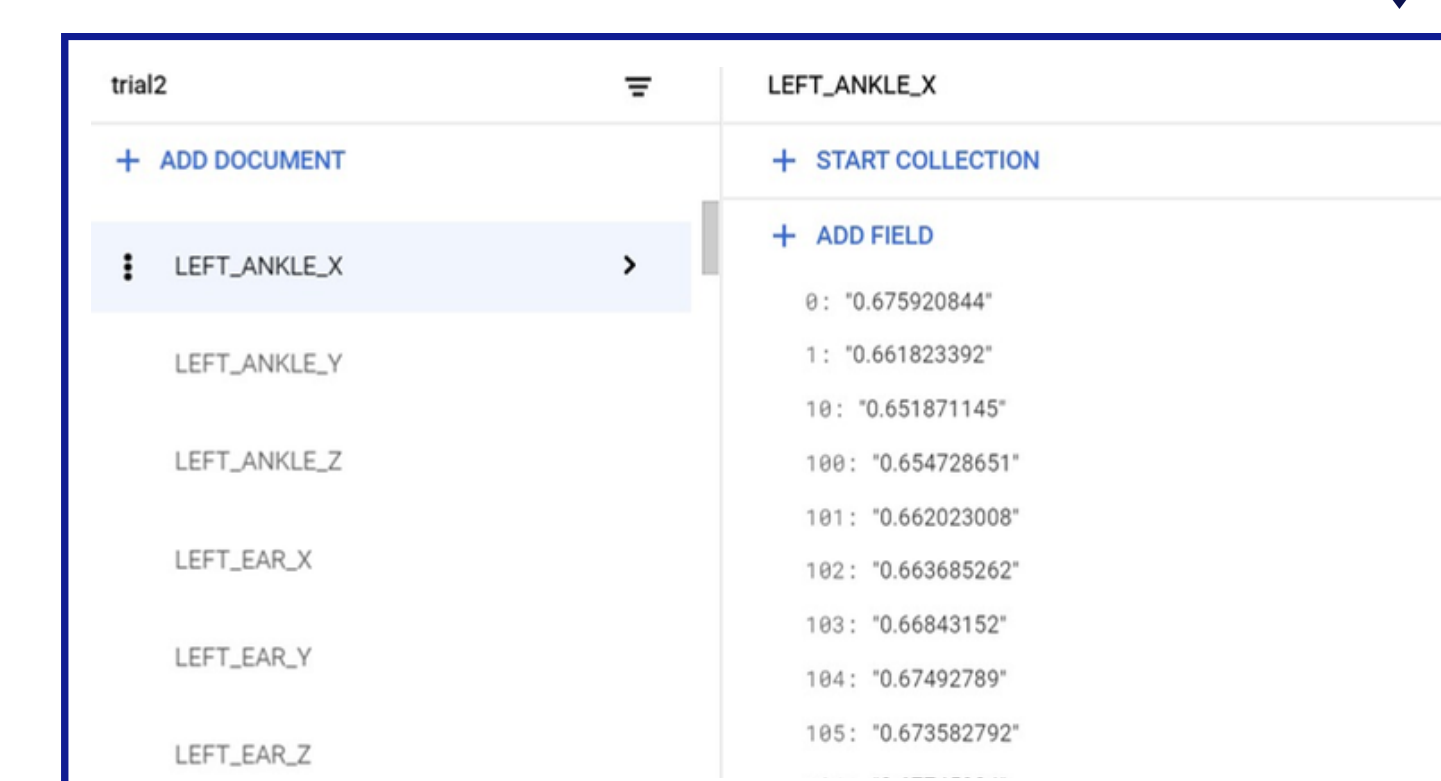 trial2
+ ADD DOCUMENT
LEFT_ANKLE_X
LEFT_ANKLE_Y
LEFT_ANKLE_Z
LEFT_EAR_X
LEFT_EAR_Y
LEFT_EAR_Z
LEFT_ANKLE_X
+ START COLLECTION
+ ADD FIELD
0: "0.675920844"
1: "0.661823392"
10: "0.651871145"
100: "0.654728651"
101: "0.662023008"
102: "0.663685262"
103: "0.66843152"
104: "0.67492789"
105: "0.673582792"